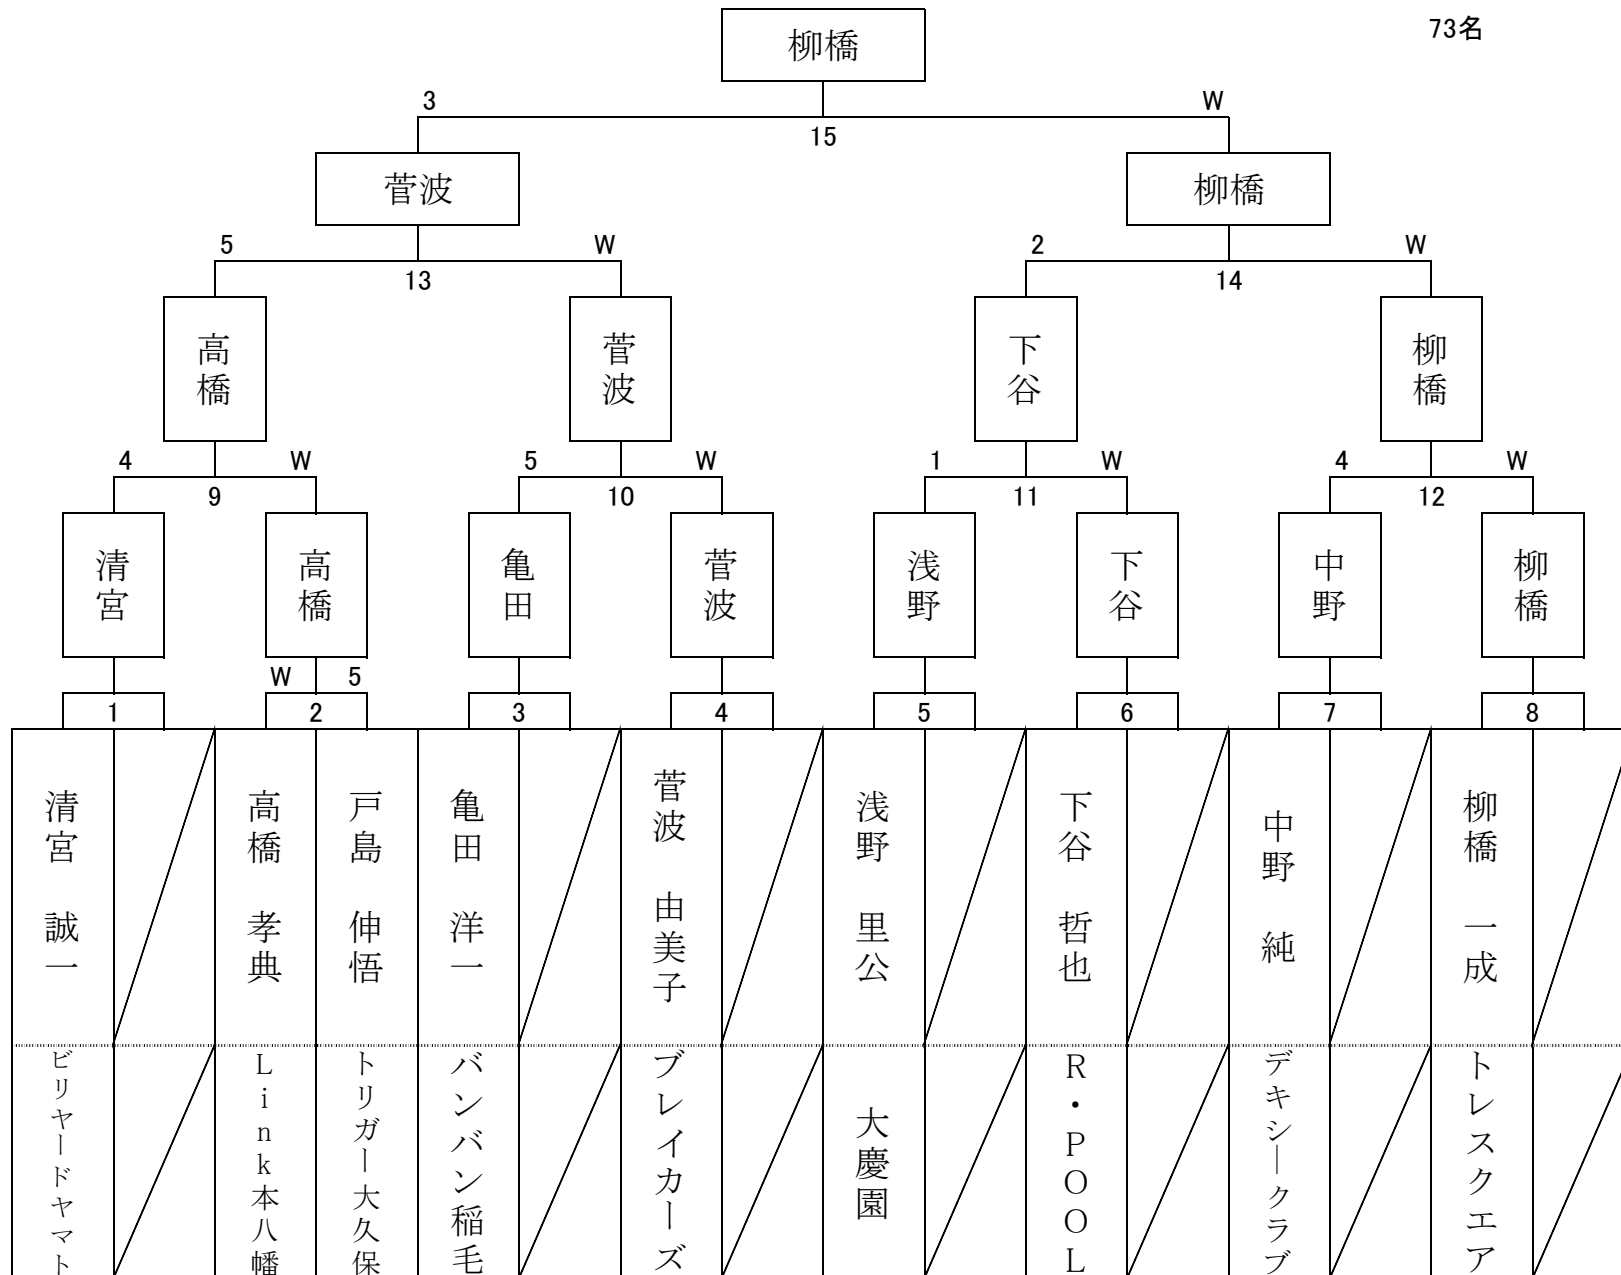 73名
柳橋
3 W
15
菅波 柳橋
5 W 2 W
13 14
高橋 菅波 下谷 柳橋
4 W 5 W 1 W 4 W
9 10 11 12
清宮 高橋 亀田 菅波 浅野 下谷 中野 柳橋
W 5
1 2 3 4 5 6 7 8
清宮 誠一
高橋 孝典
戸島 伸悟
亀田 洋一
菅波 由美子
浅野 里公
下谷 哲也
中野 純
柳橋 一成
ビリヤードヤマト
Link本八幡
トリガー大久保
バンバン稲毛
ブレイカーズ
大慶園
R・POOL
デキシークラブ
トレスクエア